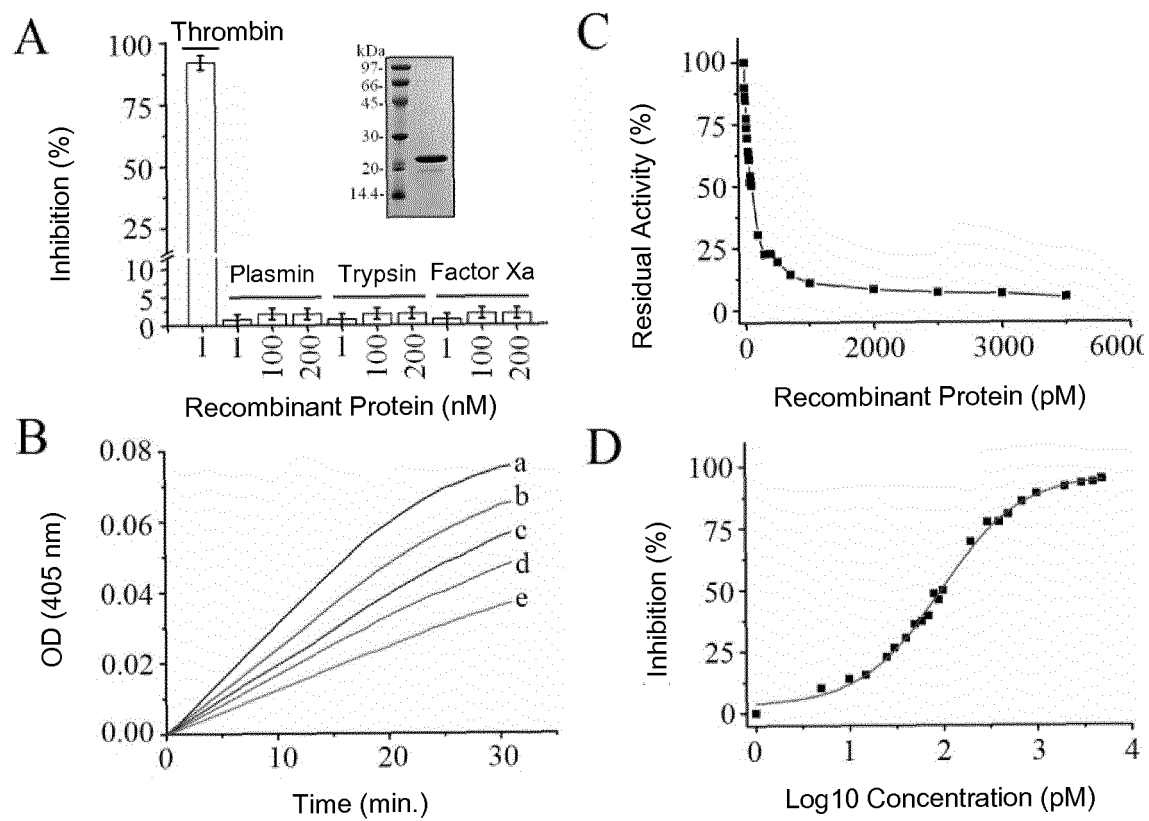 A
Thrombin
100
75
50
25
10
5
0
Inhibition (%)
kDa
97-
66-
45-
30-
20-
14.4-
Plasmin
Trypsin
Factor Xa
1
1
100
200
1
100
200
1
100
200
Recombinant Protein (nM)
C
100
75
50
25
0
Residual Activity (%)
0
2000
3000
6000
Recombinant Protein (pM)
B
0.08
0.06
0.04
0.02
0.00
OD (405 nm)
a
b
c
d
e
0
10
20
30
Time (min.)
D
100
75
50
25
0
Inhibition (%)
0
1
2
3
4
Log10 Concentration (pM)